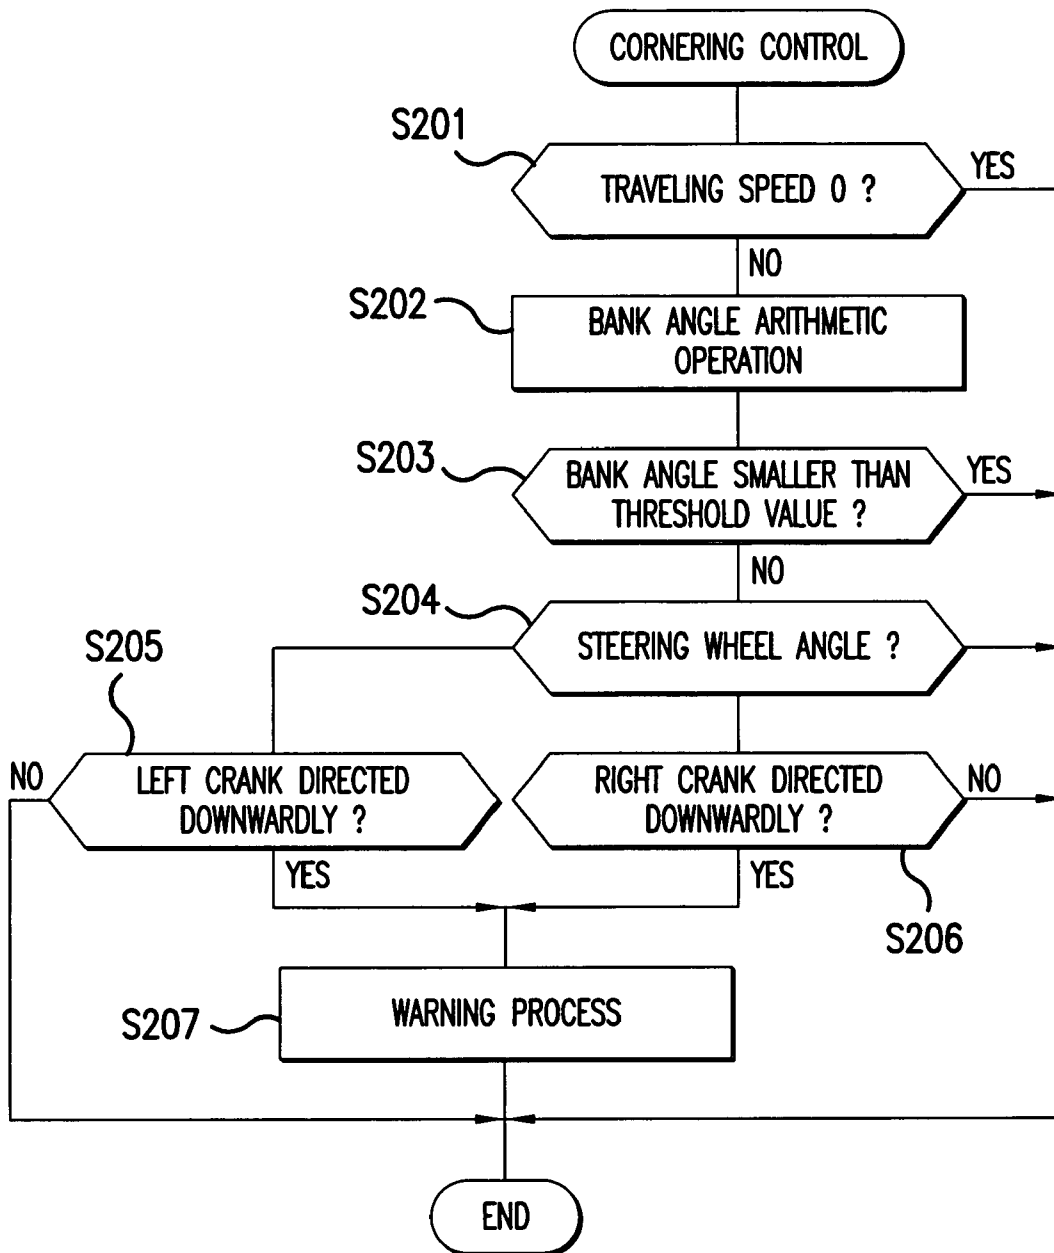 CORNERING CONTROL
S201
TRAVELING SPEED 0 ?
YES
NO
S202
BANK ANGLE ARITHMETIC
OPERATION
S203
BANK ANGLE SMALLER THAN
THRESHOLD VALUE ?
YES
NO
S204
STEERING WHEEL ANGLE ?
S205
NO
LEFT CRANK DIRECTED
DOWNWARDLY ?
YES
RIGHT CRANK DIRECTED
DOWNWARDLY ?
NO
YES
S206
S207
WARNING PROCESS
END